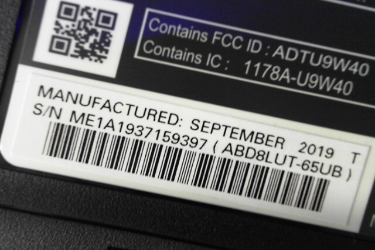 Contains FCC ID : ADTU9W40
Contains IC : 1178A-U9W40
MANUFACTURED: SEPTEMBER 2019 T
S/N ME1A1937159397 ( ABD8LUT-65UB )